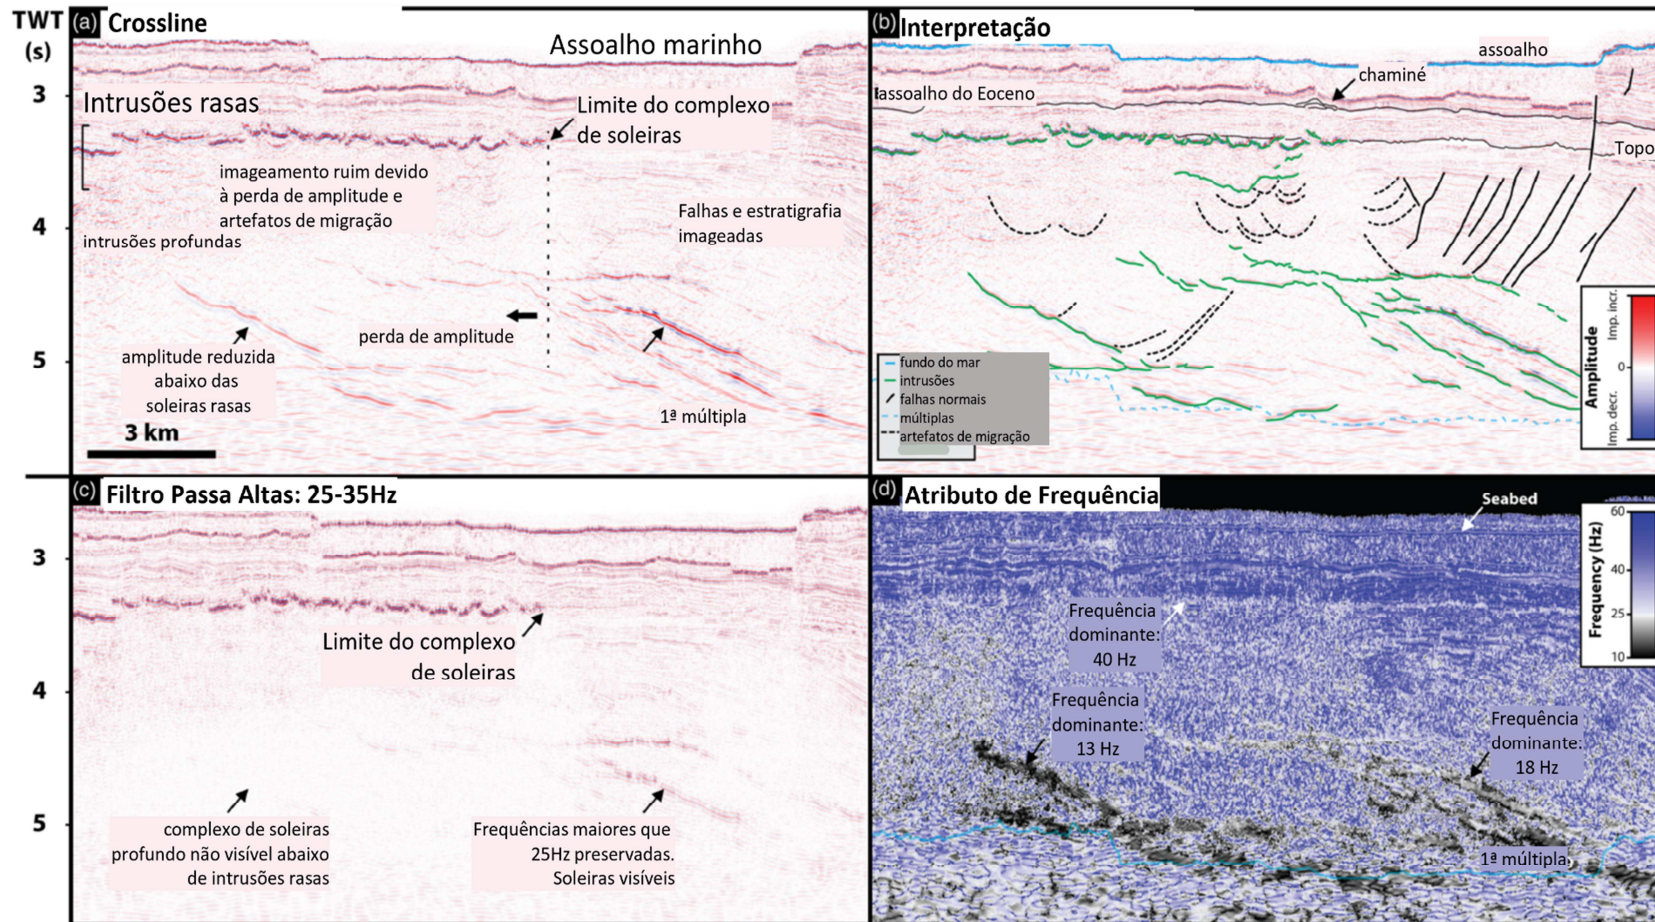 TWT
(s)
3
4
5
(a) Crossline
Assoalho marinho
Intrusões rasas
Limite do complexo
de soleiras
imageamento ruim devido
à perda de amplitude e
artefatos de migração
Falhas e estratigrafia
imageadas
intrusões profundas
perda de amplitude
amplitude reduzida
abaixo das
soleiras rasas
1ª múltipla
3 km
(b) Interpretação
assoalho
chaminé
assoalho do Eoceno
Topo
fundo do mar
intrusões
falhas normais
múltiplas
artefatos de migração
Amplitude
Imp. incr.
0
Imp. decr.
(c) Filtro Passa Altas: 25-35Hz
3
4
5
Limite do complexo
de soleiras
complexo de soleiras
profundo não visível abaixo
de intrusões rasas
Frequências maiores que
25Hz preservadas.
Soleiras visíveis
(d) Atributo de Frequência
Seabed
Frequency (Hz)
60
40
25
10
Frequência
dominante:
40 Hz
Frequência
dominante:
13 Hz
Frequência
dominante:
18 Hz
1ª múltipla